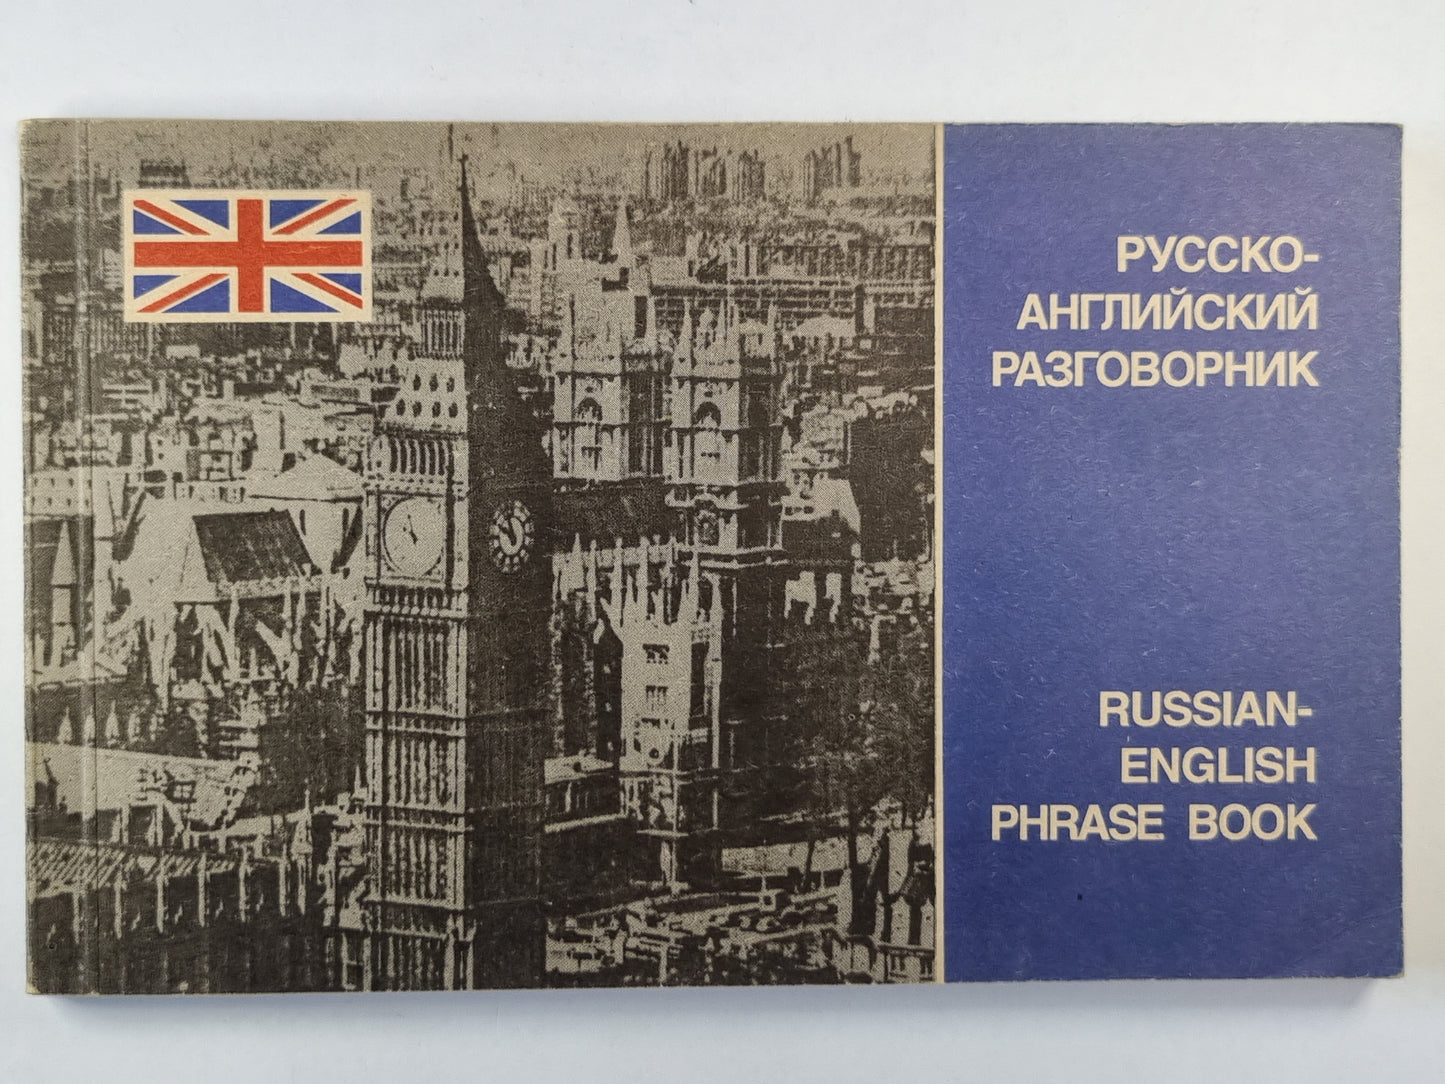 РУССКО-
АНГЛИЙСКИЙ
РАЗГОВОРНИК
RUSSIAN-
ENGLISH
PHRASE BOOK